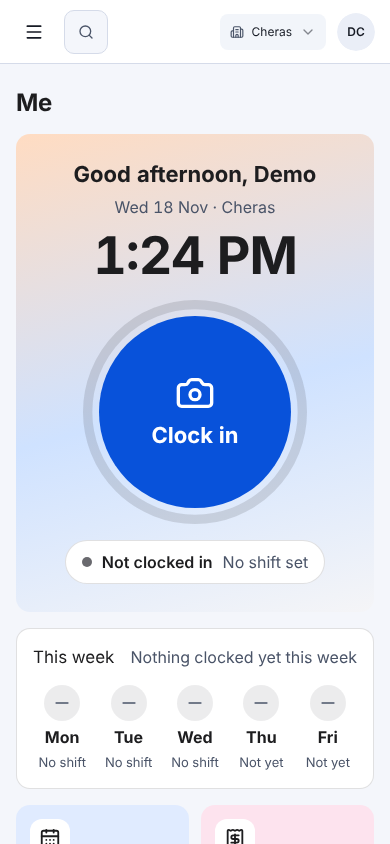 Cheras
DC
Me
Good afternoon, Demo
Wed 18 Nov · Cheras
1:24 PM
Clock in
Not clocked in No shift set
This week Nothing clocked yet this week
Mon Tue Wed Thu Fri
No shift No shift No shift Not yet Not yet